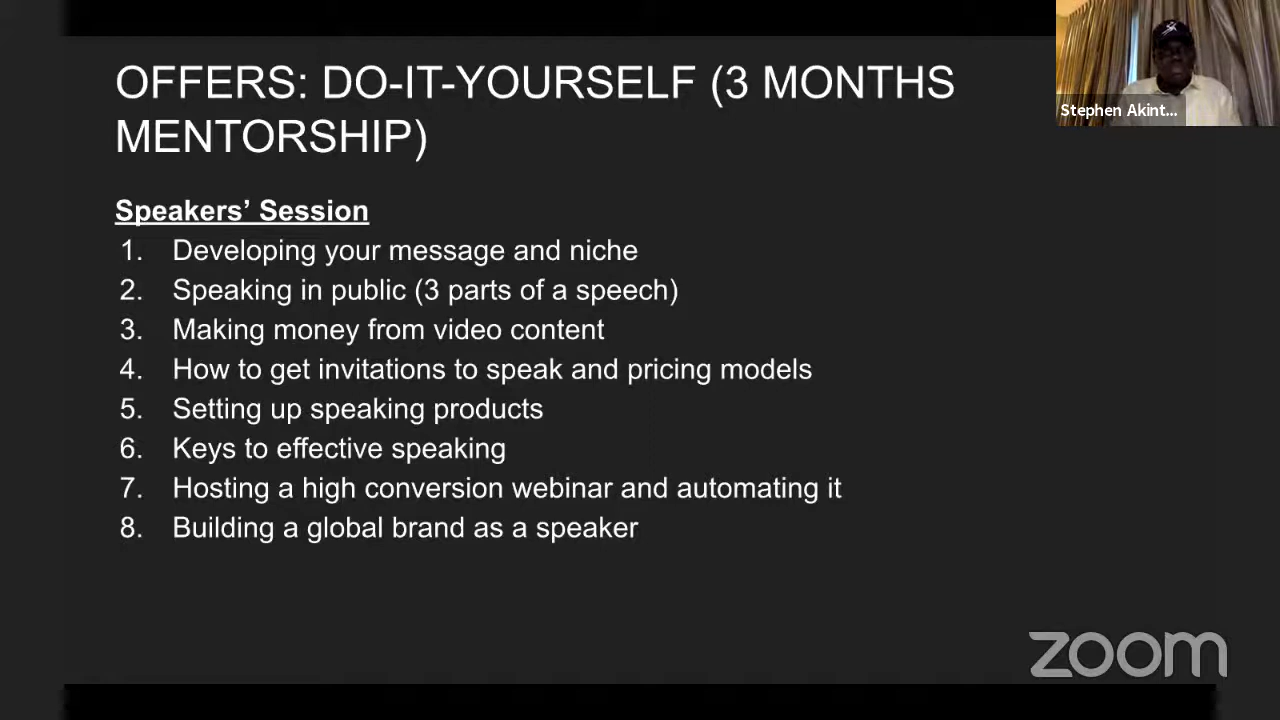 OFFERS: DO-IT-YOURSELF (3 MONTHS
MENTORSHIP)
Stephen Akint...
Speakers’ Session
1. Developing your message and niche
2. Speaking in public (3 parts of a speech)
3. Making money from video content
4. How to get invitations to speak and pricing models
5. Setting up speaking products
6. Keys to effective speaking
7. Hosting a high conversion webinar and automating it
8. Building a global brand as a speaker
zoom